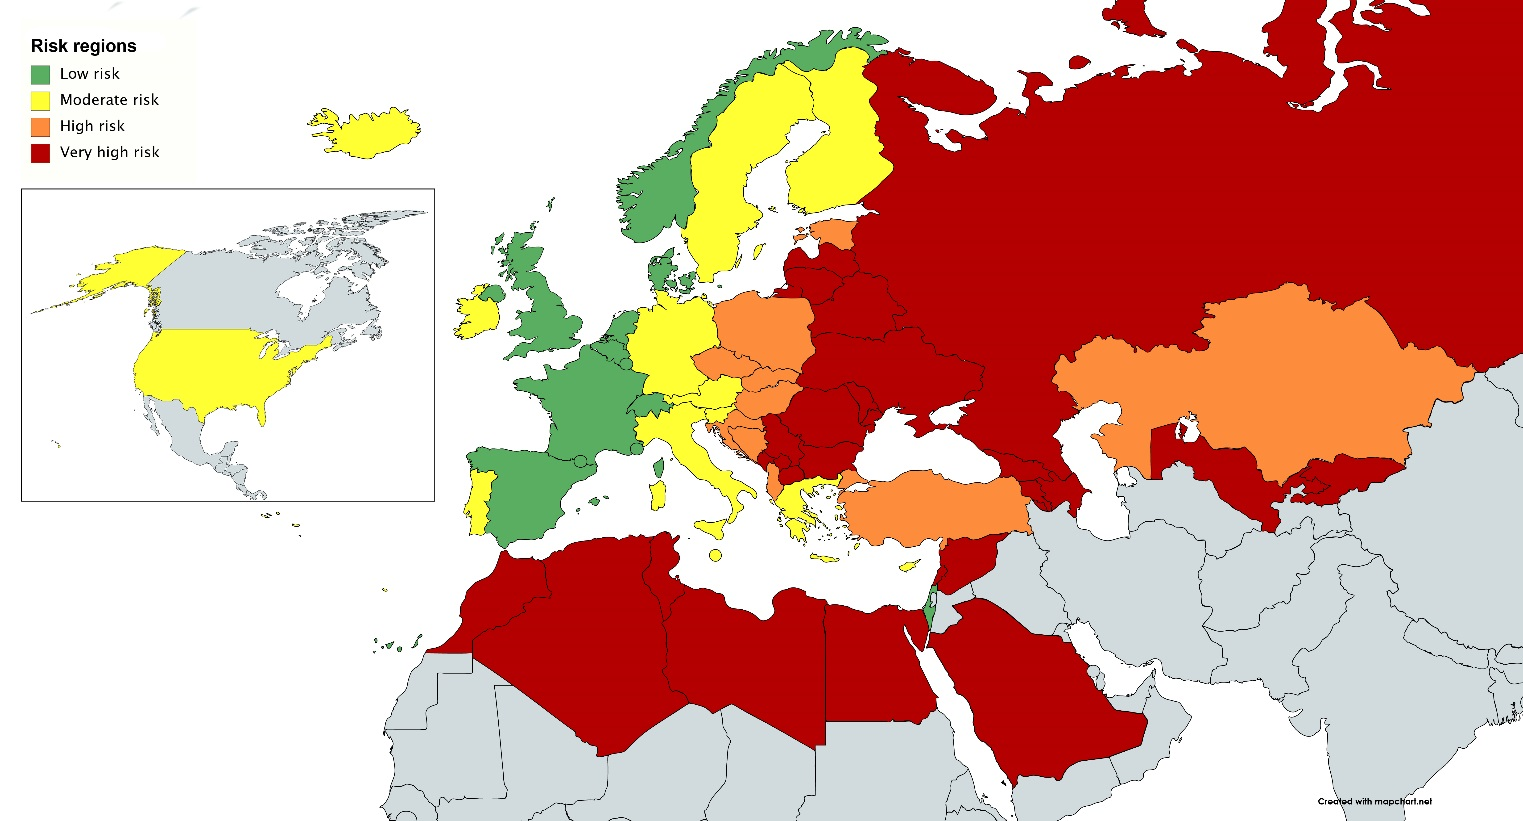 Risk regions
Low risk
Moderate risk
High risk
Very high risk
Created with mapchart.net